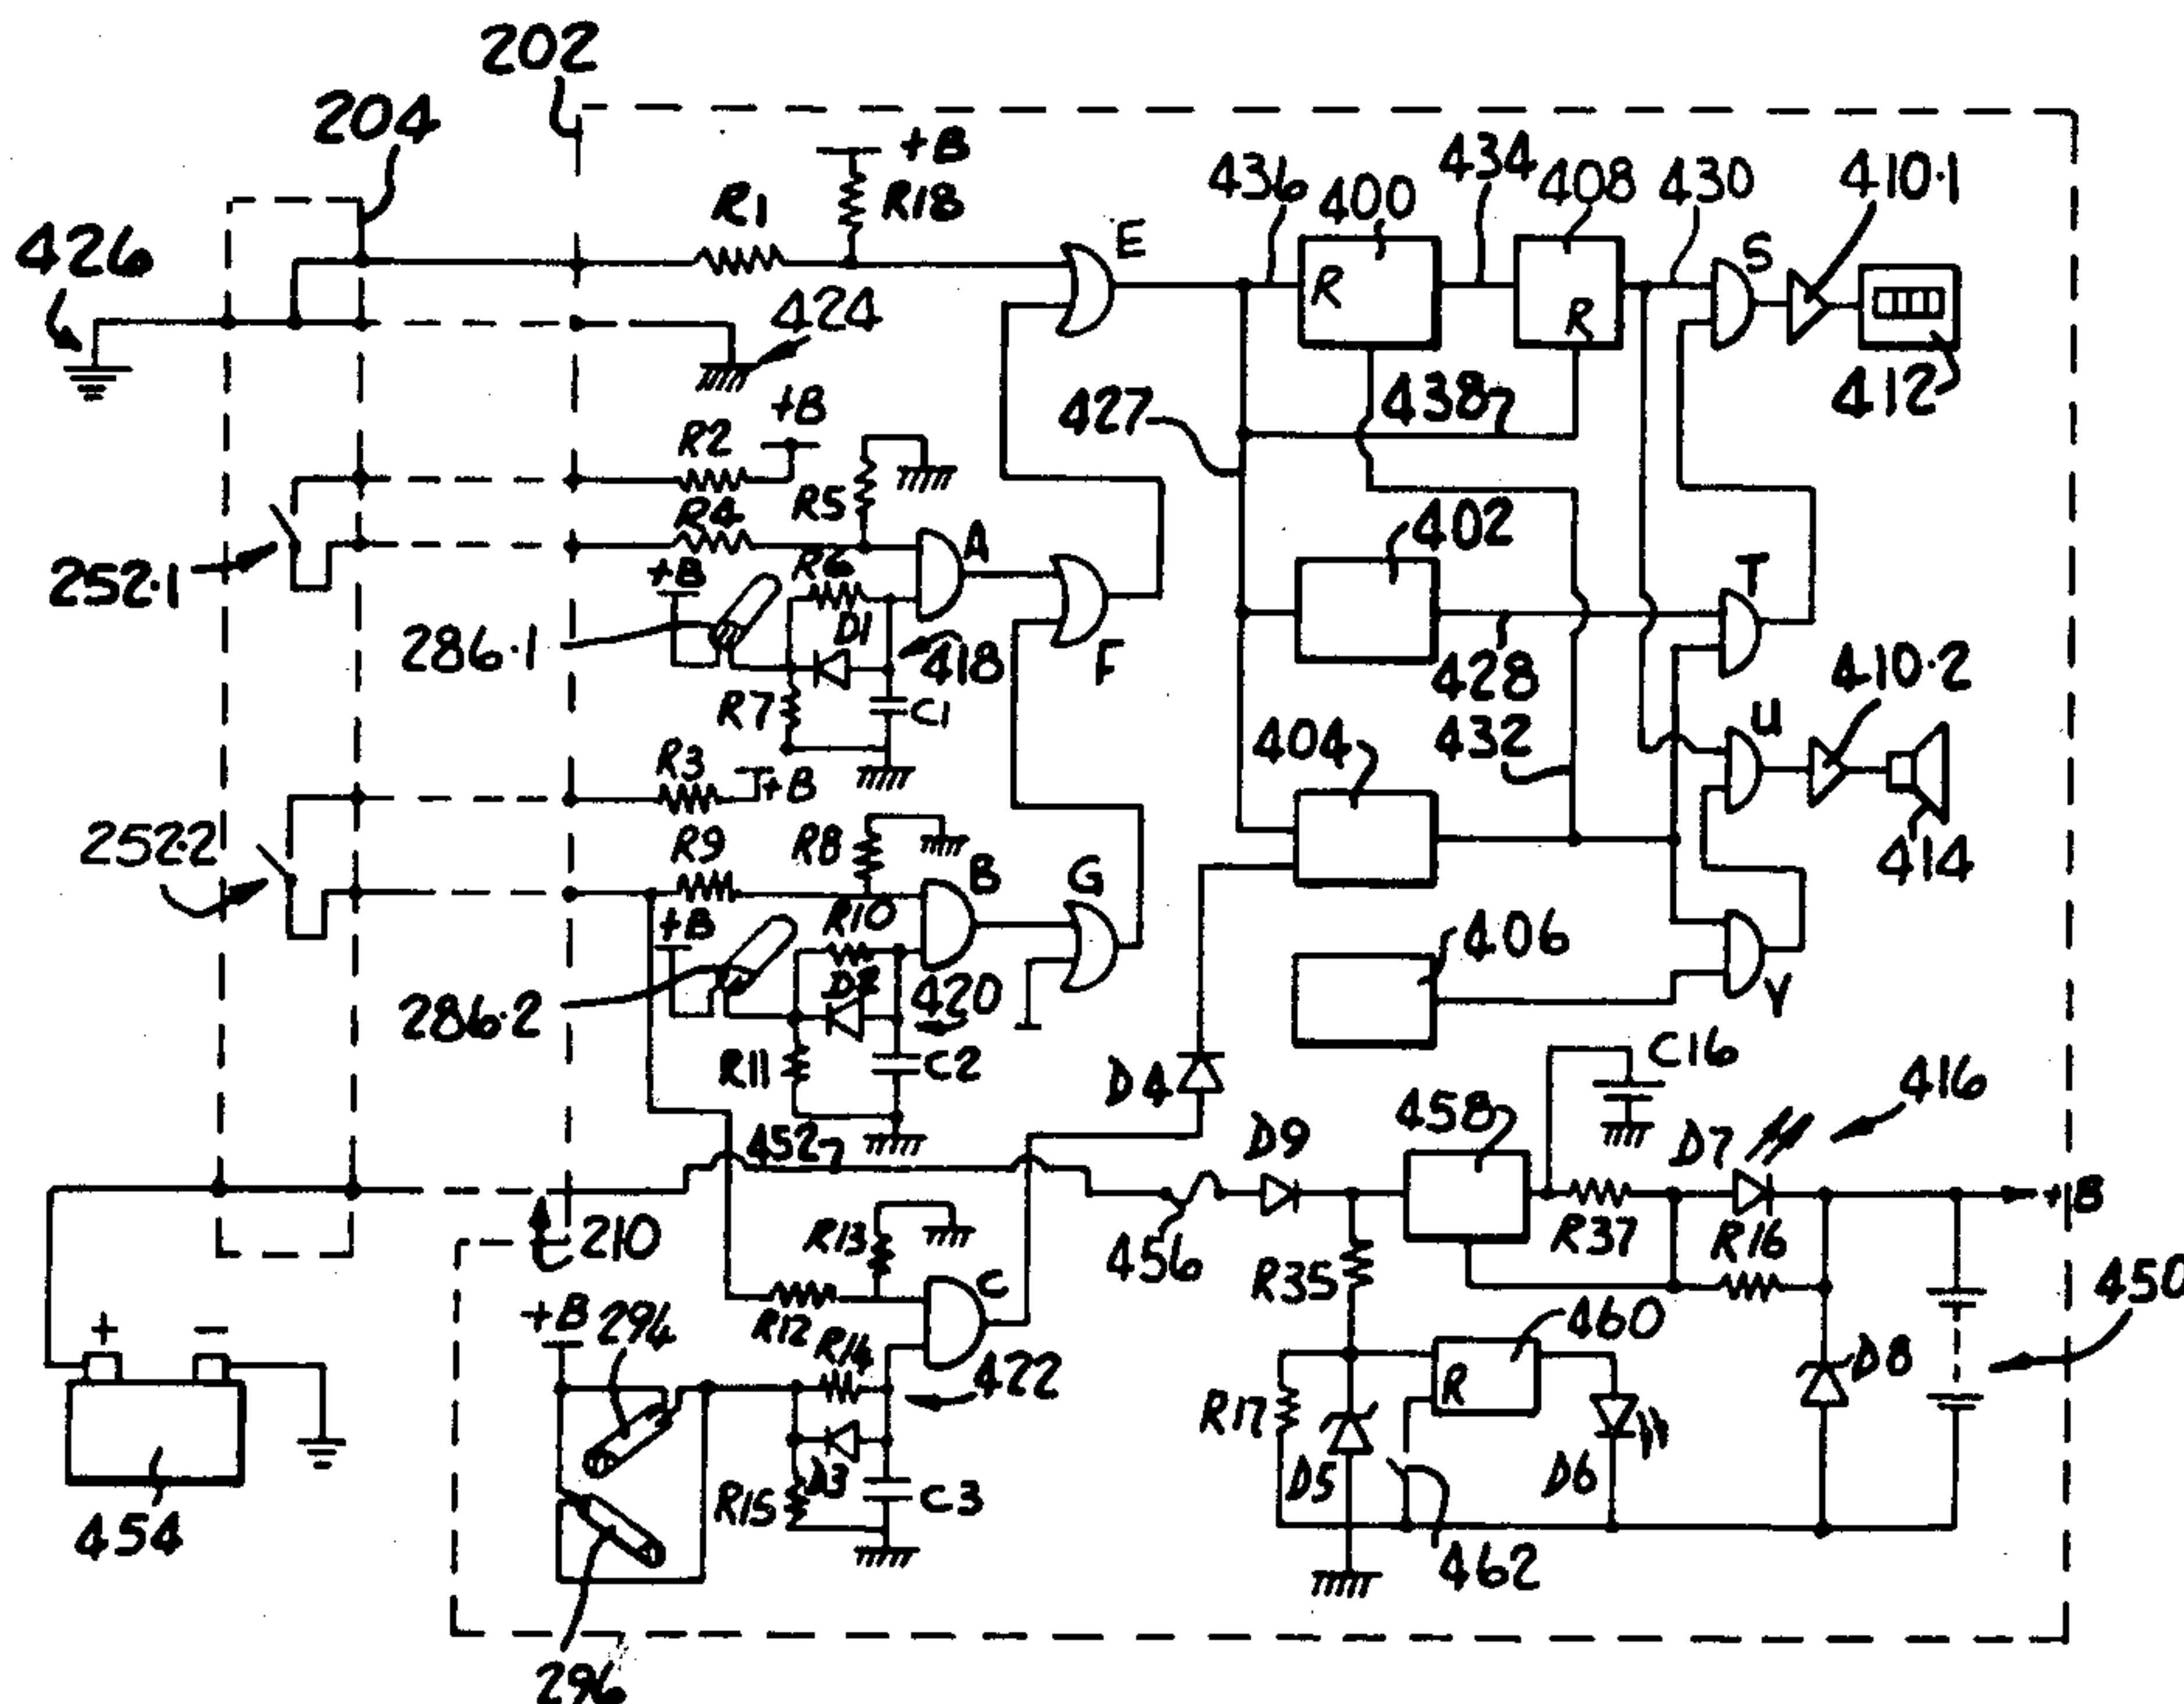 202
204
+B
R18
R1
E
436
400
434
408
430
410·1
S
426
R
R
424
412
438
427
+B
R2
R5
R4
A
402
252·1
+B
R6
T
286·1
D1
418
F
428
410·2
R7
C1
404
432
U
R3
+B
252·2
R9
R8
B
G
414
+B
R10
406
286·2
D2
420
Y
R11
C2
D4
C16
416
452
D9
458
D7
+B
210
R13
456
R35
R37
R16
450
C
+
-
+B
294
R12
R14
460
D8
422
R17
R
D3
D5
D6
R15
C3
454
462
296